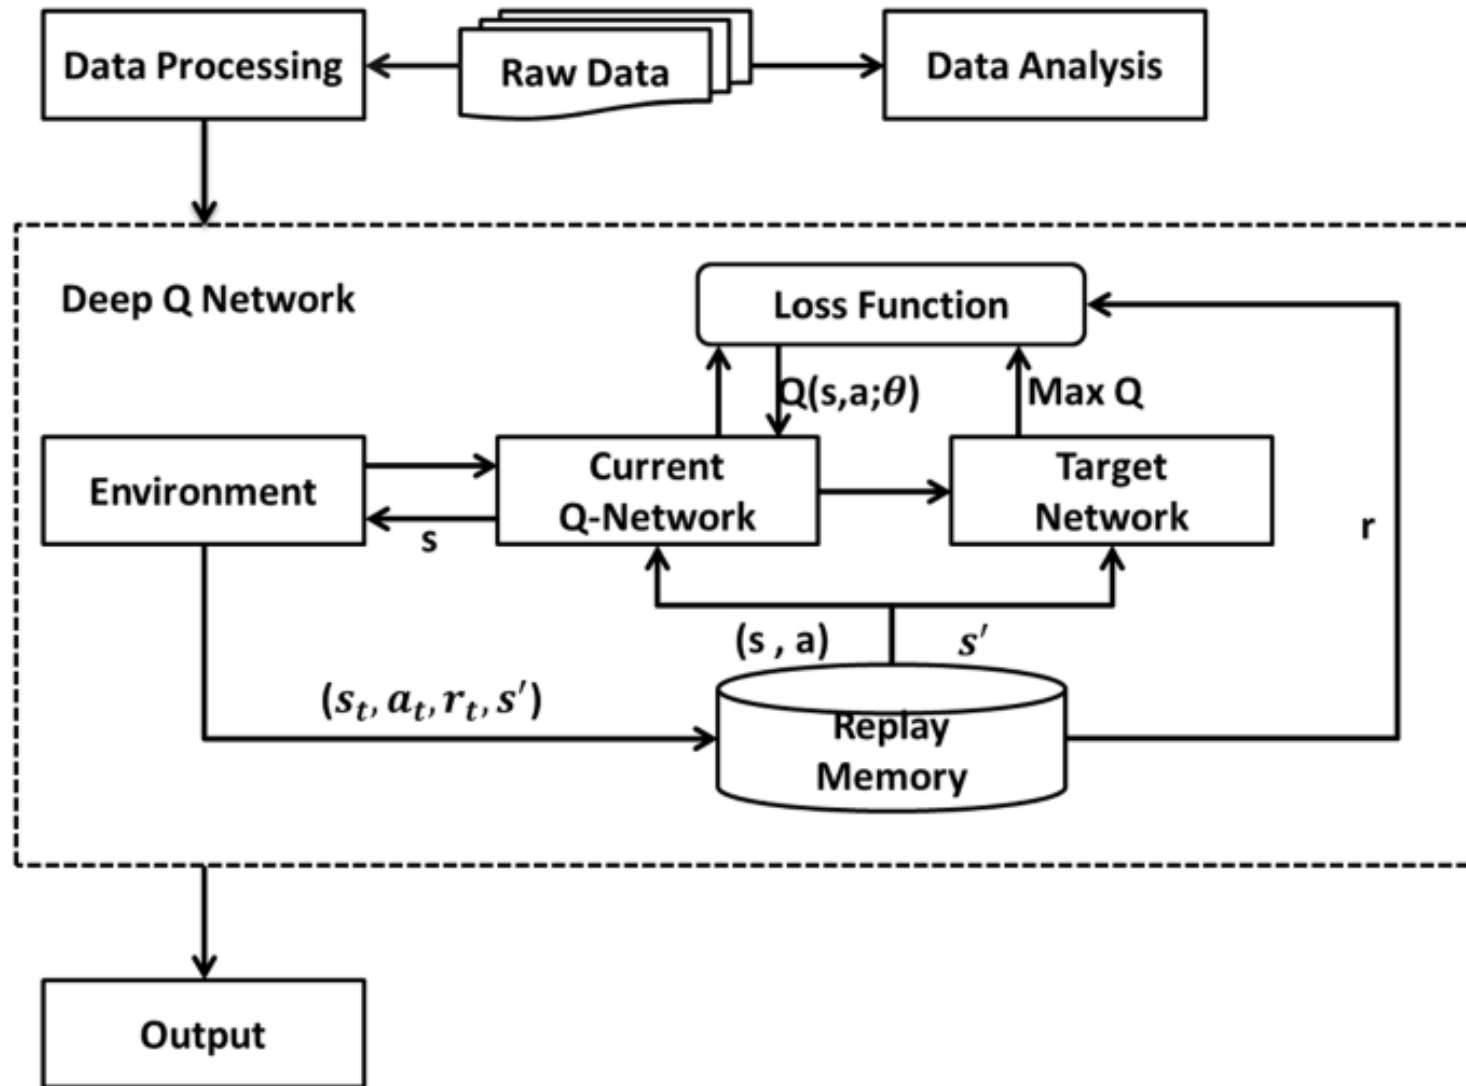 Data Processing
Raw Data
Data Analysis
Deep Q Network
Loss Function
Q(s,a;θ)
Max Q
Environment
Current
Q-Network
Target
Network
s
r
(s , a)
s′
(sₜ, aₜ, rₜ, s′)
Replay
Memory
Output